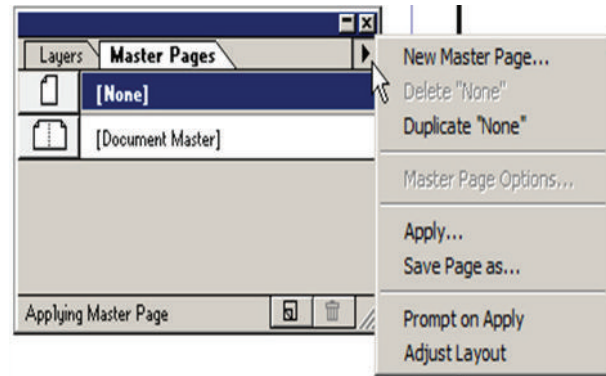 Layers Master Pages
[None]
[Document Master]
Applying Master Page
New Master Page...
Delete "None"
Duplicate "None"
Master Page Options...
Apply...
Save Page as...
Prompt on Apply
Adjust Layout